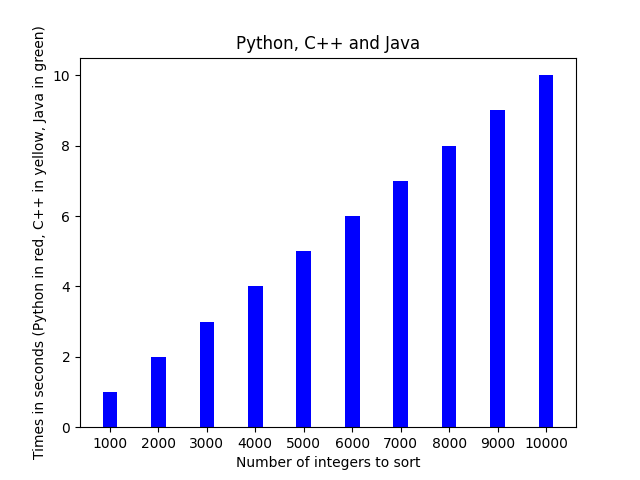 Python, C++ and Java
Times in seconds (Python in red, C++ in yellow, Java in green)
10
8
6
4
2
0
1000 2000 3000 4000 5000 6000 7000 8000 9000 10000
Number of integers to sort